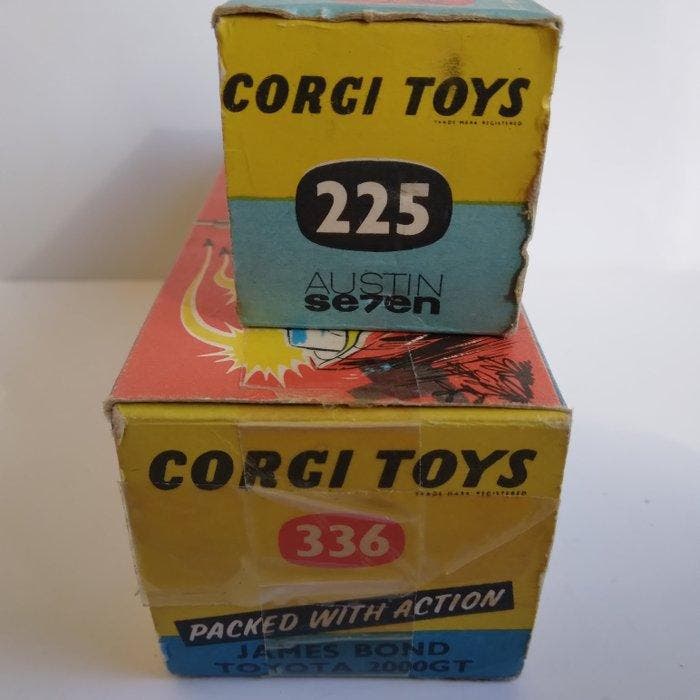 CORGI TOYS
TRADE MARK REGISTERED
225
AUSTIN
se7en
CORGI TOYS
TRADE MARK REGISTERED
336
PACKED WITH ACTION
JAMES BOND
TOYOTA 2000GT